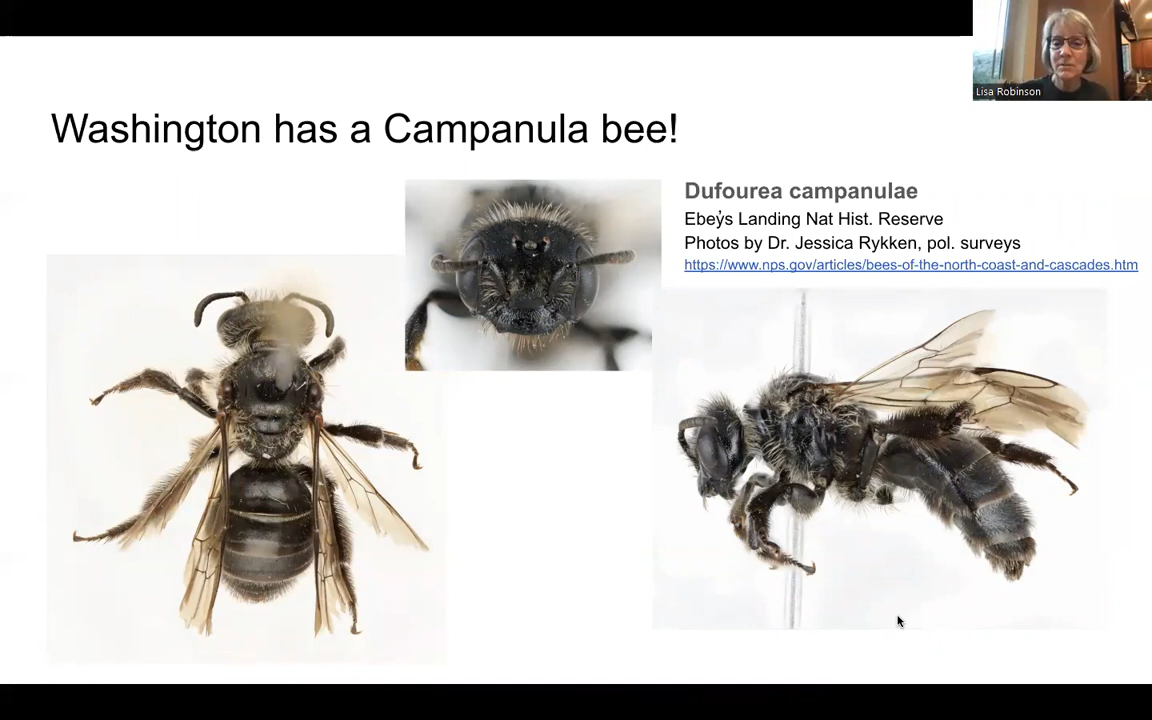 Lisa Robinson
Washington has a Campanula bee!
Dufourea campanulae
Ebey's Landing Nat Hist. Reserve
Photos by Dr. Jessica Rykken, pol. surveys
https://www.nps.gov/articles/bees-of-the-north-coast-and-cascades.htm